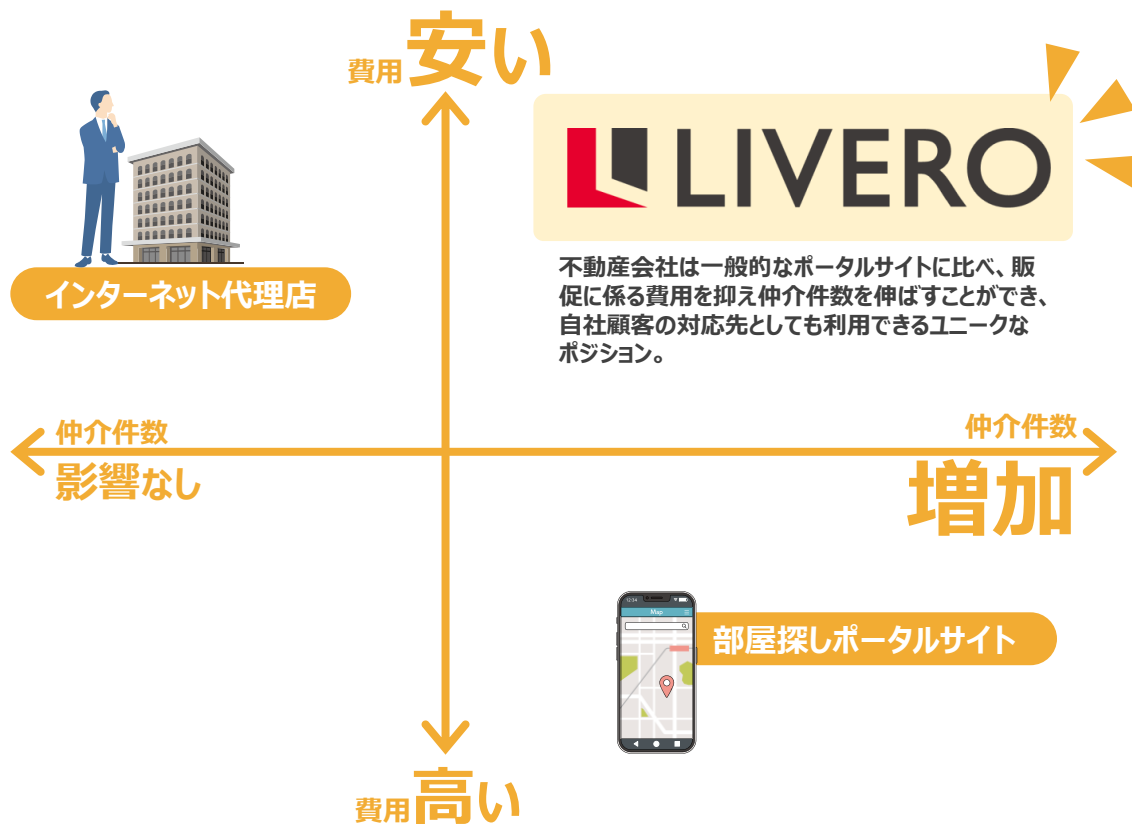 費用安い
LIVERO
インターネット代理店
不動産会社は一般的なポータルサイトに比べ、販
促に係る費用を抑え仲介件数を伸ばすことができ、
自社顧客の対応先としても利用できるユニークな
ポジション。
仲介件数
影響なし
仲介件数
増加
12:34
Map
部屋探しポータルサイト
費用高い